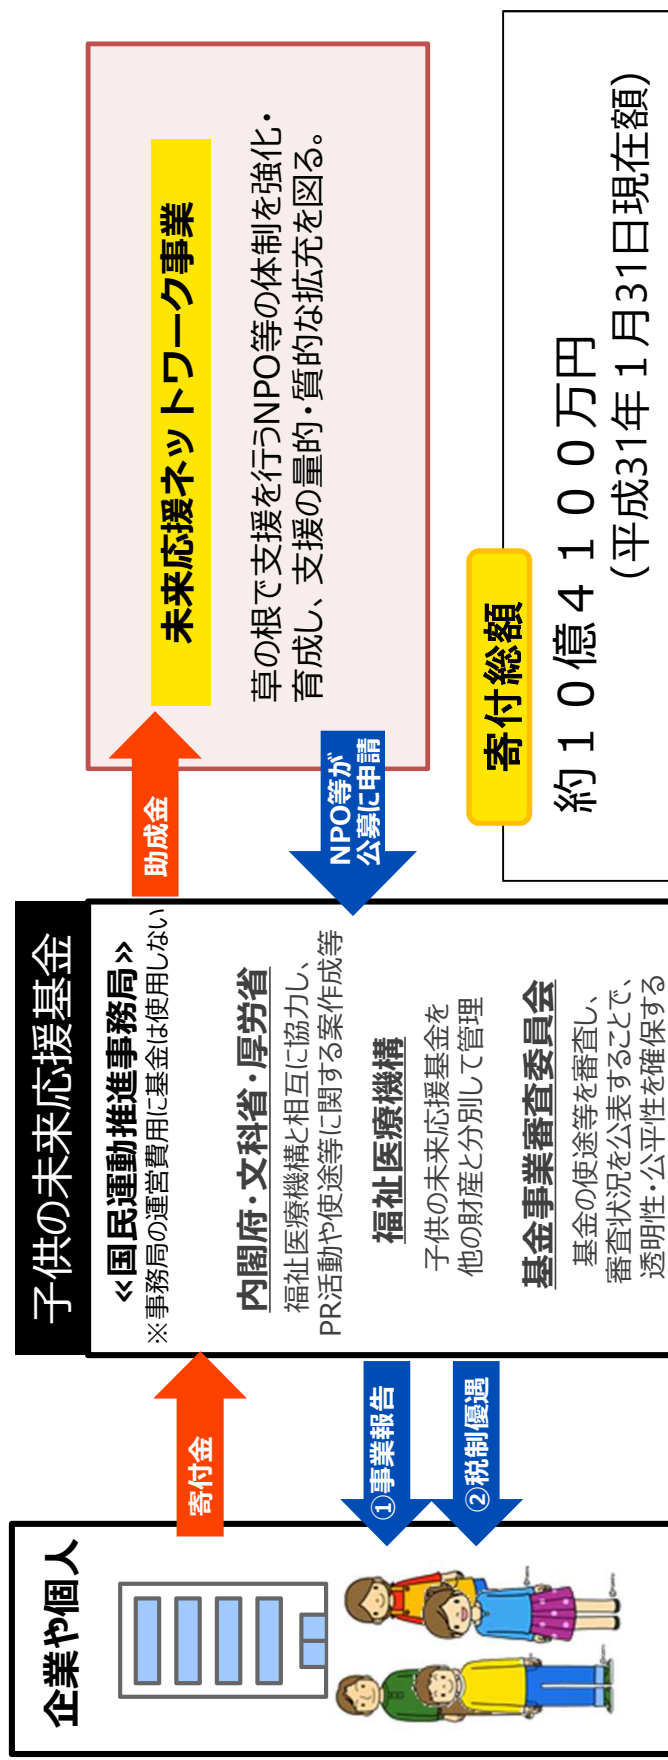 企業や個人
寄付金
①事業報告
②税制優遇
子供の未来応援基金
≪国民運動推進事務局≫
※事務局の運営費用に基金は使用しない
内閣府・文科省・厚労省
福祉医療機構と相互に協力し、
PR活動や使途等に関する案作成等
福祉医療機構
子供の未来応援基金を
他の財産と分別して管理
基金事業審査委員会
基金の使途等を審査し、
審査状況を公表することで、
透明性・公平性を確保する
助成金
NPO等が
公募に申請
未来応援ネットワーク事業
草の根で支援を行うNPO等の体制を強化・
育成し、支援の量的・質的な拡充を図る。
寄付総額
約１０億４１００万円
（平成31年１月31日現在額）